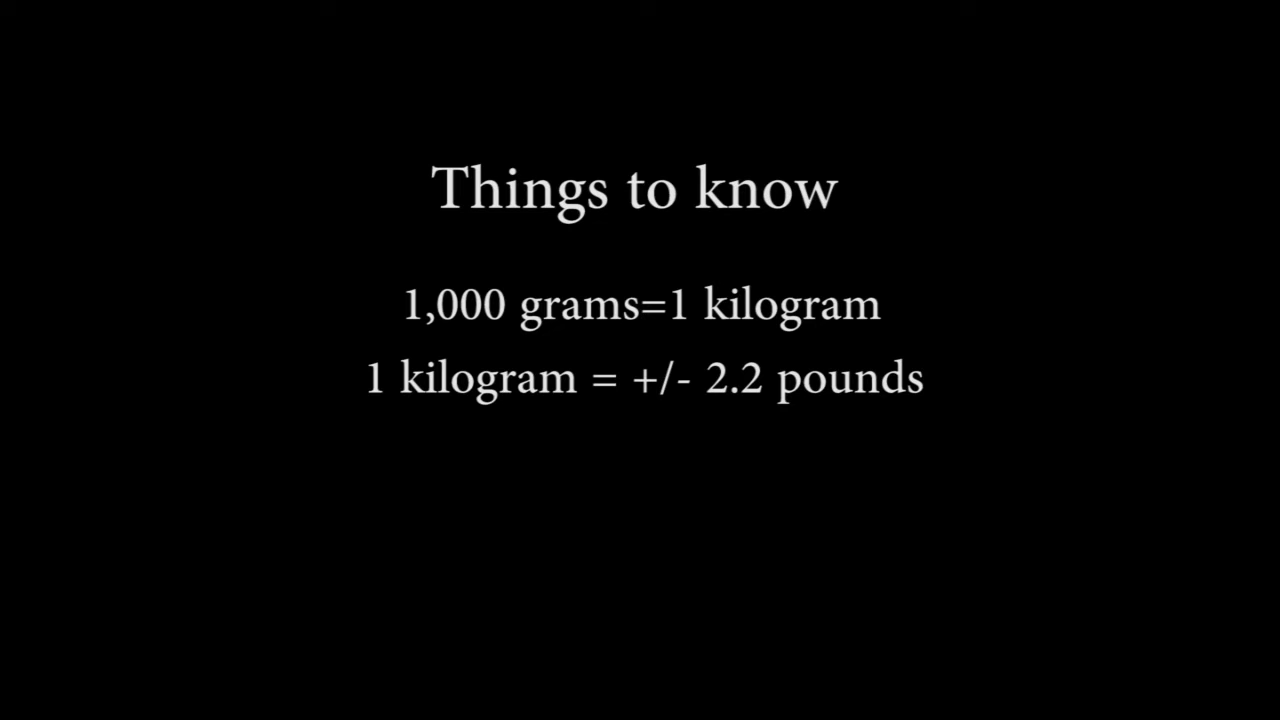 Things to know
1,000 grams=1 kilogram
1 kilogram = +/- 2.2 pounds